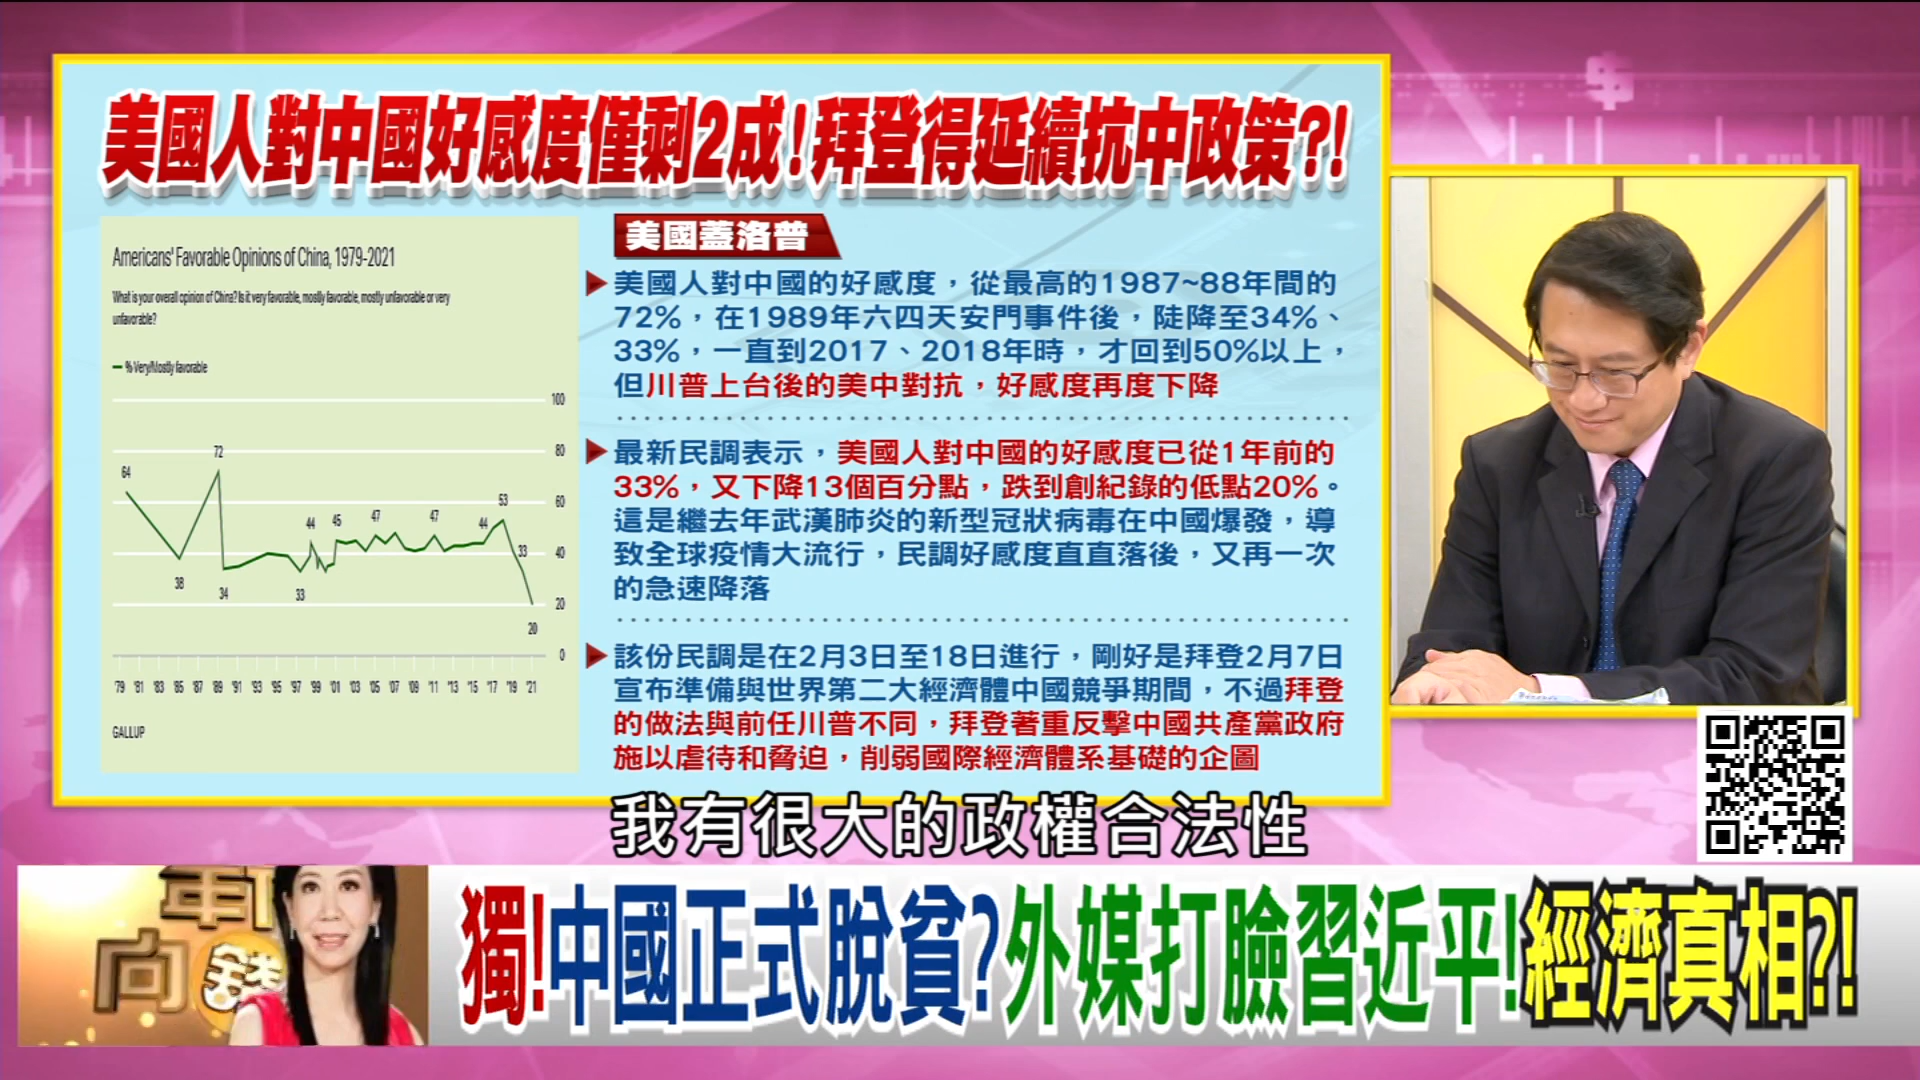 美國人對中國好感度僅剩2成!拜登得延續抗中政策?!
Americans' Favorable Opinions of China, 1979-2021
What is your overall opinion of China? Is it very favorable, mostly favorable, mostly unfavorable or very
unfavorable?
% Very/Mostly favorable
100
80
60
40
20
0
64
38
72
34
33
44
45
47
47
44
53
33
20
'79 '81 '83 '85 '87 '89 '91 '93 '95 '97 '99 '01 '03 '05 '07 '09 '11 '13 '15 '17 '19 '21
GALLUP
美國蓋洛普
美國人對中國的好感度，從最高的1987~88年間的
72%，在1989年六四天安門事件後，陡降至34%、
33%，一直到2017、2018年時，才回到50%以上，
但川普上台後的美中對抗，好感度再度下降
最新民調表示，美國人對中國的好感度已從1年前的
33%，又下降13個百分點，跌到創紀錄的低點20%。
這是繼去年武漢肺炎的新型冠狀病毒在中國爆發，導
致全球疫情大流行，民調好感度直直落後，又再一次
的急速降落
該份民調是在2月3日至18日進行，剛好是拜登2月7日
宣布準備與世界第二大經濟體中國競爭期間，不過拜登
的做法與前任川普不同，拜登著重反擊中國共產黨政府
施以虐待和脅迫，削弱國際經濟體系基礎的企圖
我有很大的政權合法性
向錢
獨!中國正式脫貧?外媒打臉習近平!經濟真相?!